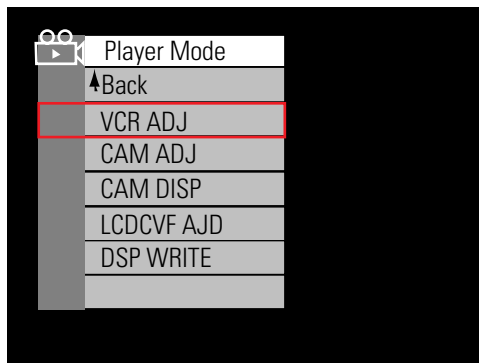 Player Mode
Back
VCR ADJ
CAM ADJ
CAM DISP
LCDCVF AJD
DSP WRITE